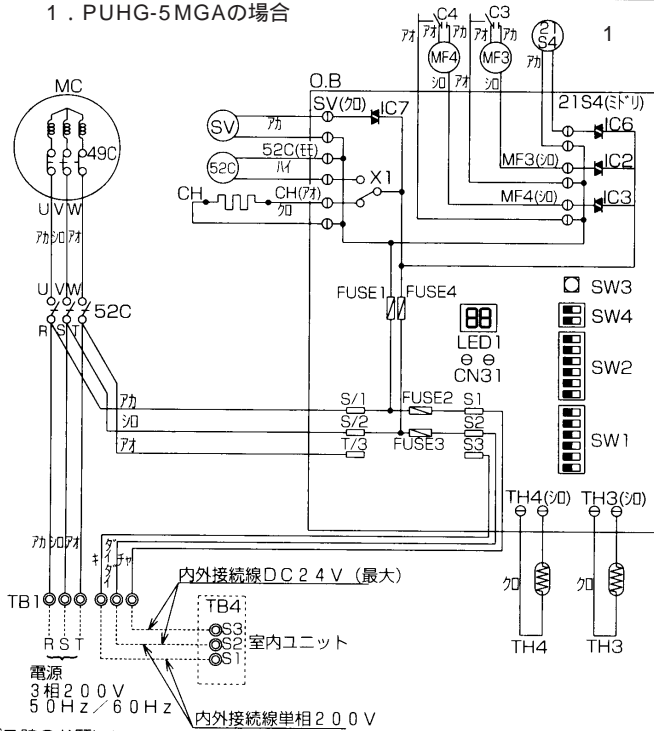 1．PUHG-5MGAの場合
C4
C3
アオ
アオ
アカ
アオ
アカ
MF4
MF3
21
S4
1
シロ
アオ
シロ
アカ
MC
O.B
49C
SV
アカ
SV(クロ)
IC7
21S4(ミドリ)
IC6
52C
52C(モモ)
ハイ
X1
MF3(シロ)
IC2
CH
CH(アオ)
クロ
MF4(シロ)
IC3
U V W
アカ シロ アオ
U V W
52C
R S T
FUSE1
FUSE4
SW3
88
SW4
LED1
CN31
SW2
アカ
S/1
FUSE2
S1
シロ
S/2
S2
アオ
T/3
FUSE3
S3
SW1
TH4(シロ)
TH3(シロ)
アカ シロ アオ
キ
ダイダイ
チャ
クロ
クロ
内外接続線DC24V (最大)
TB1
TB4
S3
S2
室内ユニット
S1
TH4
TH3
R S T
電源
3相200V
50Hz／60Hz
内外接続線単相200V